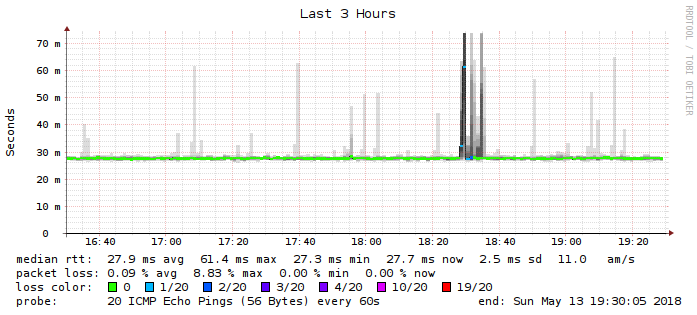 Last 3 Hours
RRDTOOL / TOBI OETIKER
Seconds
70 m
60 m
50 m
40 m
30 m
20 m
10 m
0
16:40 17:00 17:20 17:40 18:00 18:20 18:40 19:00 19:20
median rtt: 27.9 ms avg 61.4 ms max 27.3 ms min 27.7 ms now 2.5 ms sd 11.0 am/s
packet loss: 0.09 % avg 8.83 % max 0.00 % min 0.00 % now
loss color: 0 1/20 2/20 3/20 4/20 10/20 19/20
probe: 20 ICMP Echo Pings (56 Bytes) every 60s end: Sun May 13 19:30:05 2018